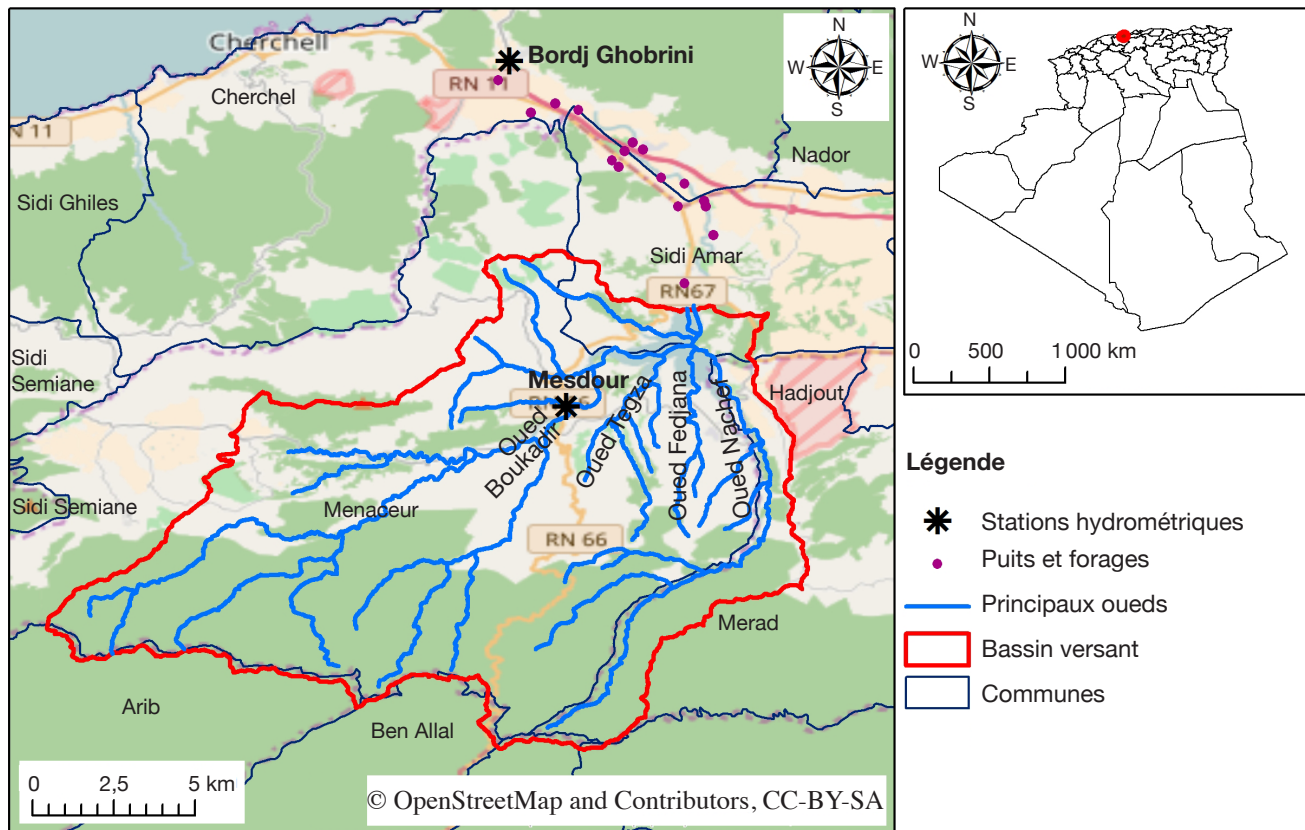 Cherchell
Bordj Ghobrini
N
W
E
S
Cherchel
RN 11
N 11
Nador
Sidi Ghiles
Sidi Amar
RN67
Sidi
Semiane
Mesdour
Hadjout
Oued
Boukadir
Oued Tegza
Oued Fedjana
Oued Nachef
Sidi Semiane
Menaceur
RN 66
Merad
Arib
Ben Allal
0
2,5
5 km
© OpenStreetMap and Contributors, CC-BY-SA
N
W
E
S
0
500
1 000 km
Légende
Stations hydrométriques
Puits et forages
Principaux oueds
Bassin versant
Communes